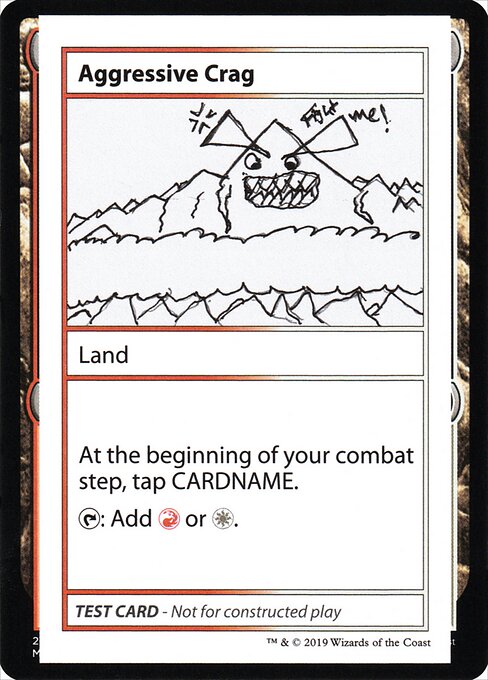 Aggressive Crag
Fight me!
Land
At the beginning of your combat
step, tap CARDNAME.
: Add or .
TEST CARD - Not for constructed play
™ & © 2019 Wizards of the Coast